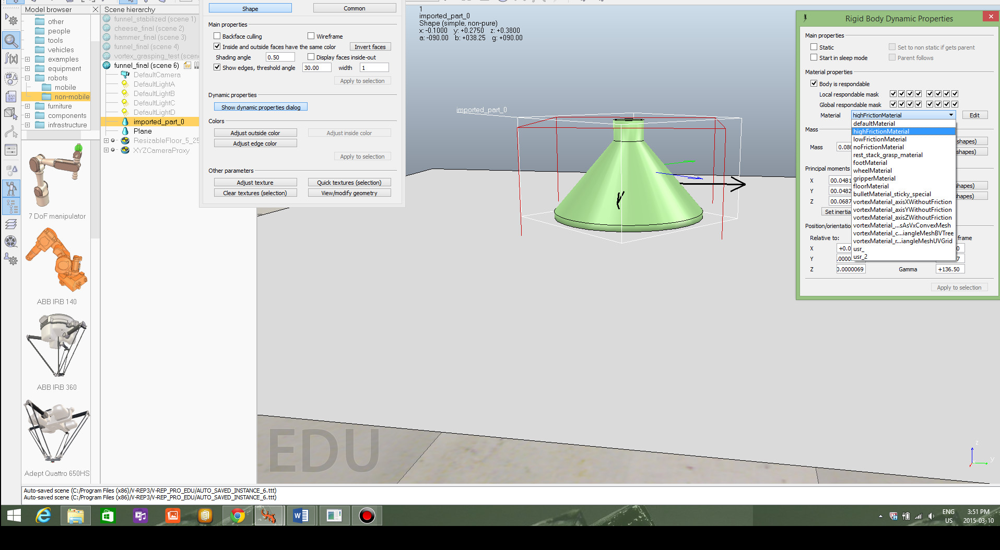 Model browser
other
people
tools
vehicles
examples
equipment
robots
mobile
non-mobile
furniture
components
infrastructure
7 DoF manipulator
ABB IRB 140
ABB IRB 360
Adept Quattro 650HS
Scene hierarchy
funnel_stabilized (scene 1)
cheese_final (scene 2)
hammer_final (scene 3)
funnel_final (scene 4)
vortex_grasping_test (scen
funnel_final (scene 6)
DefaultCamera
DefaultLightA
DefaultLightB
DefaultLightC
DefaultLightD
imported_part_0
Plane
ResizableFloor_5_25
XYZCameraProxy
Shape Common
Main properties
Backface culling Wireframe
Inside and outside faces have the same color Invert faces
Shading angle 0.50 Display faces inside-out
Show edges, threshold angle 30.00 width 1
Apply to selection
Dynamic properties
Show dynamic properties dialog
Colors
Adjust outside color Adjust inside color
Adjust edge color
Apply to selection
Other parameters
Adjust texture Quick textures (selection)
Clear textures (selection) View/modify geometry
1
imported_part_0
Shape (simple, non-pure)
x: -0.1000 y: +0.2750 z: +0.3800
a: -090.00 b: +038.25 g: +090.00
imported_part_0
EDU
z
y
Rigid Body Dynamic Properties
Main properties
Static Set to non static if gets parent
Start in sleep mode Parent follows
Material properties
Body is respondable
Local respondable mask
Global respondable mask
Material highFrictionMaterial Edit
defaultMaterial
highFrictionMaterial
lowFrictionMaterial
noFrictionMaterial
rest_stack_grasp_material
footMaterial
wheelMaterial
gripperMaterial
floorMaterial
bulletMaterial_sticky_special
vortexMaterial_axisXWithoutFriction
vortexMaterial_axisYWithoutFriction
vortexMaterial_axisZWithoutFriction
vortexMaterial_...sAsVxConvexMesh
vortexMaterial_c...iangleMeshBVTree
vortexMaterial_r...iangleMeshUVGrid
usr_
usr_2
Mass shapes)
Mass 0.080 shapes)
Principal moments
X 00.0481 shapes)
Y 00.0482 shapes)
Z 00.0687
Set inertia
Position/orientatio
Relative to: frame
X +0.0 0
Y .0000 7
Z 0.0000069 Gamma +136.50
Apply to selection
Auto-saved scene (C:/Program Files (x86)/V-REP3/V-REP_PRO_EDU/AUTO_SAVED_INSTANCE_6.ttt)
Auto-saved scene (C:/Program Files (x86)/V-REP3/V-REP_PRO_EDU/AUTO_SAVED_INSTANCE_6.ttt)
ENG 3:51 PM
US 2015-03-10